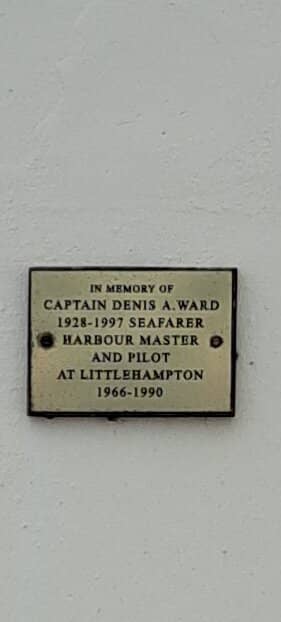 IN MEMORY OF
CAPTAIN DENIS A. WARD
1928-1997 SEAFARER
HARBOUR MASTER
AND PILOT
AT LITTLEHAMPTON
1966-1990